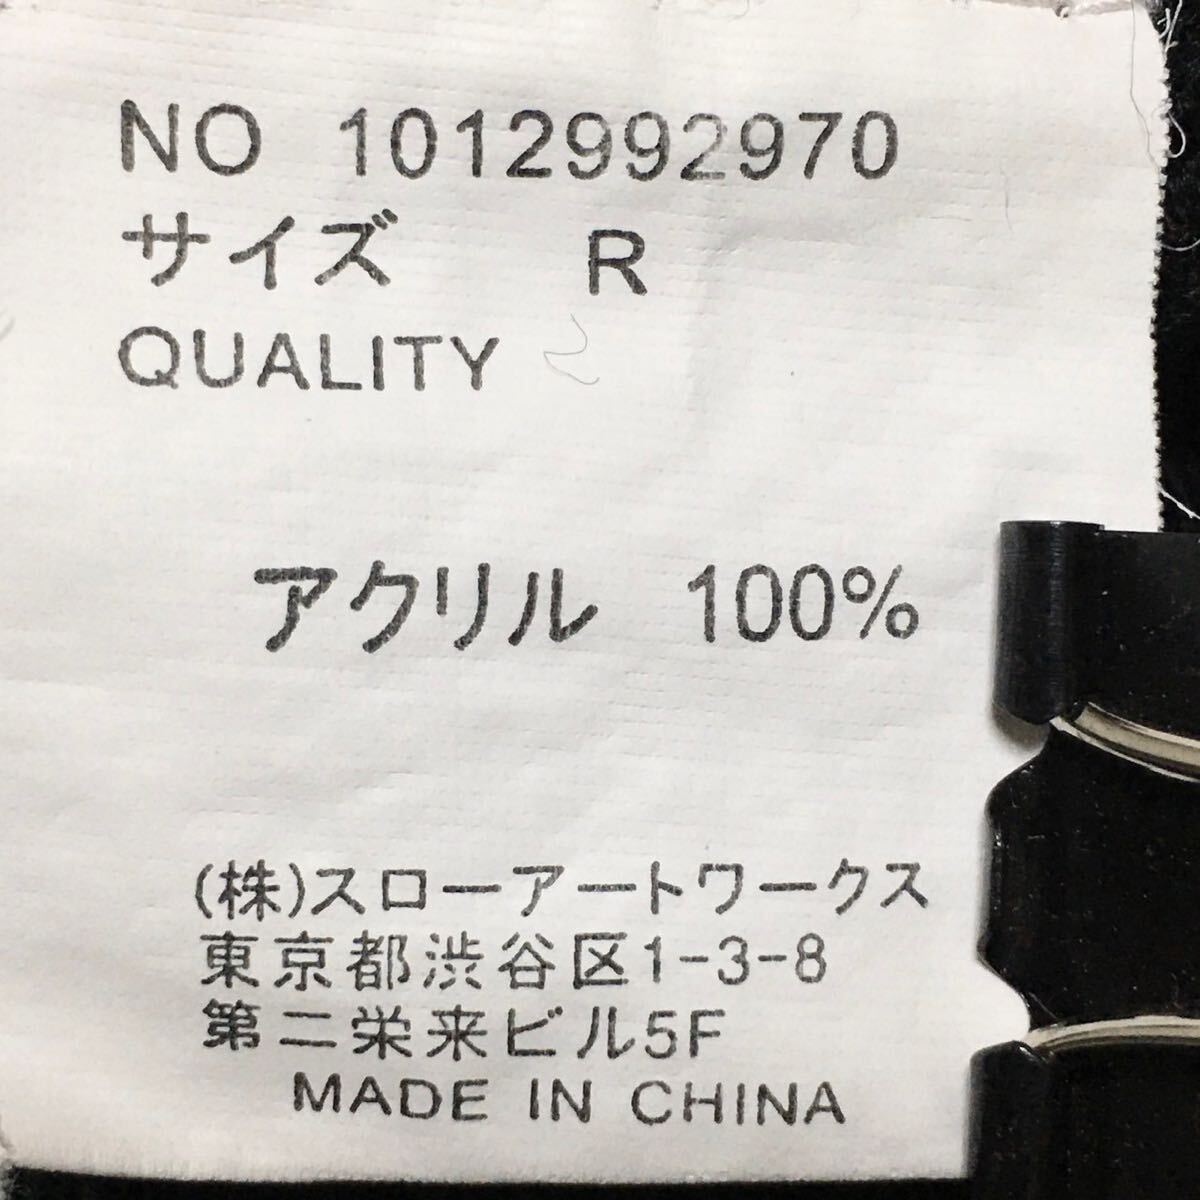 NO 1012992970
サイズ R
QUALITY
アクリル 100%
(株)スローアートワークス
東京都渋谷区1-3-8
第二栄来ビル5F
MADE IN CHINA